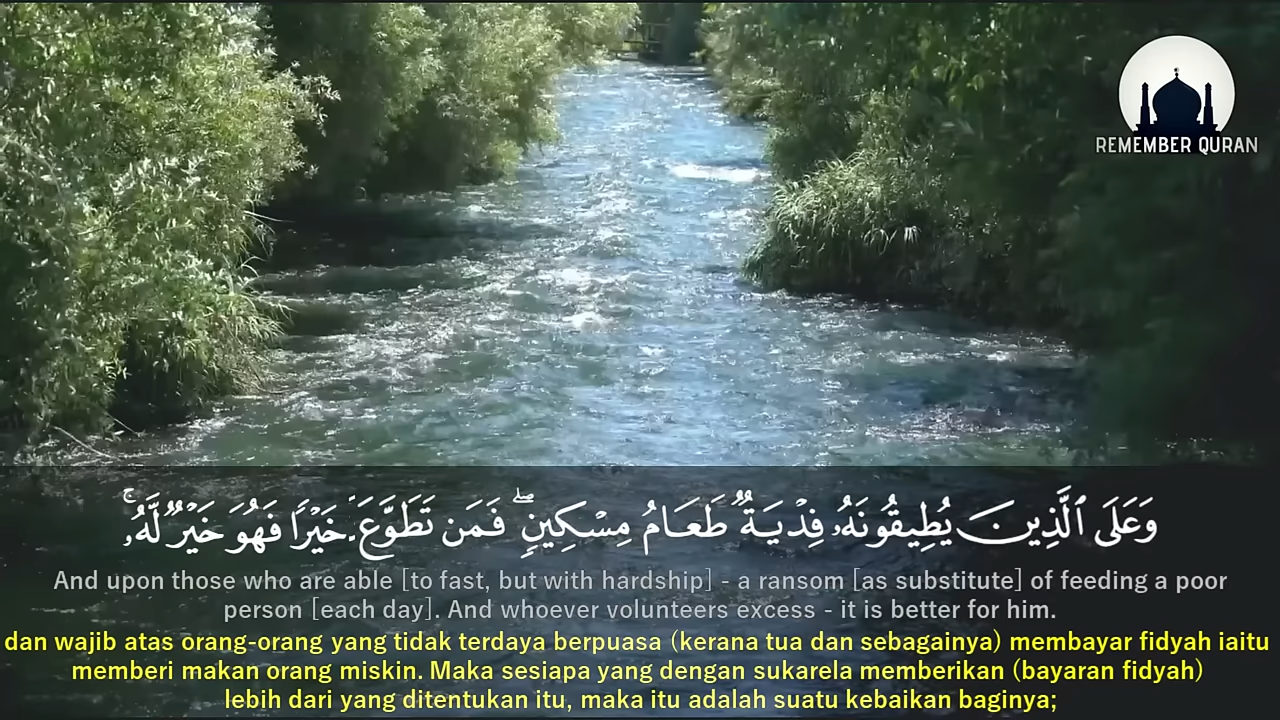 REMEMBER QURAN
وَعَلَى ٱلَّذِينَ يُطِيقُونَهُۥ فِدْيَةٌ طَعَامُ مِسْكِينٍ ۖ فَمَن تَطَوَّعَ خَيْرًا فَهُوَ خَيْرٌ لَّهُۥ ۚ
And upon those who are able [to fast, but with hardship] - a ransom [as substitute] of feeding a poor
person [each day]. And whoever volunteers excess - it is better for him.
dan wajib atas orang-orang yang tidak terdaya berpuasa (kerana tua dan sebagainya) membayar fidyah iaitu
memberi makan orang miskin. Maka sesiapa yang dengan sukarela memberikan (bayaran fidyah)
lebih dari yang ditentukan itu, maka itu adalah suatu kebaikan baginya;